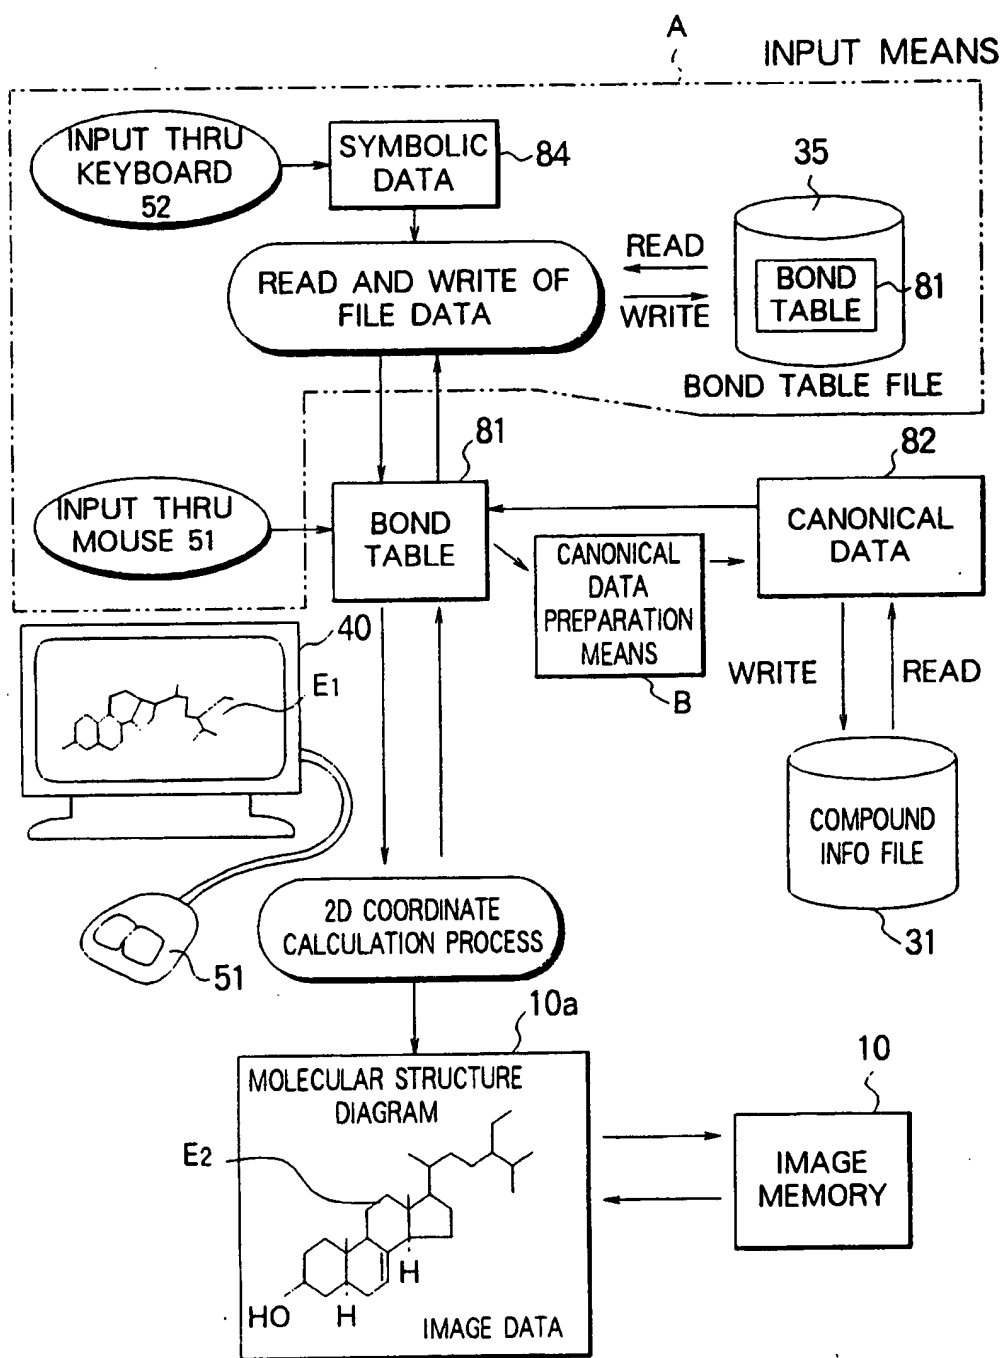 A
INPUT MEANS
INPUT THRU
KEYBOARD
52
SYMBOLIC
DATA
84
35
READ AND WRITE OF
FILE DATA
READ
WRITE
BOND
TABLE
81
BOND TABLE FILE
81
82
INPUT THRU
MOUSE 51
BOND
TABLE
CANONICAL
DATA
CANONICAL
DATA
PREPARATION
MEANS
B
WRITE
READ
40
E1
COMPOUND
INFO FILE
31
51
2D COORDINATE
CALCULATION PROCESS
10a
MOLECULAR STRUCTURE
DIAGRAM
E2
HO
H
H
IMAGE DATA
10
IMAGE
MEMORY